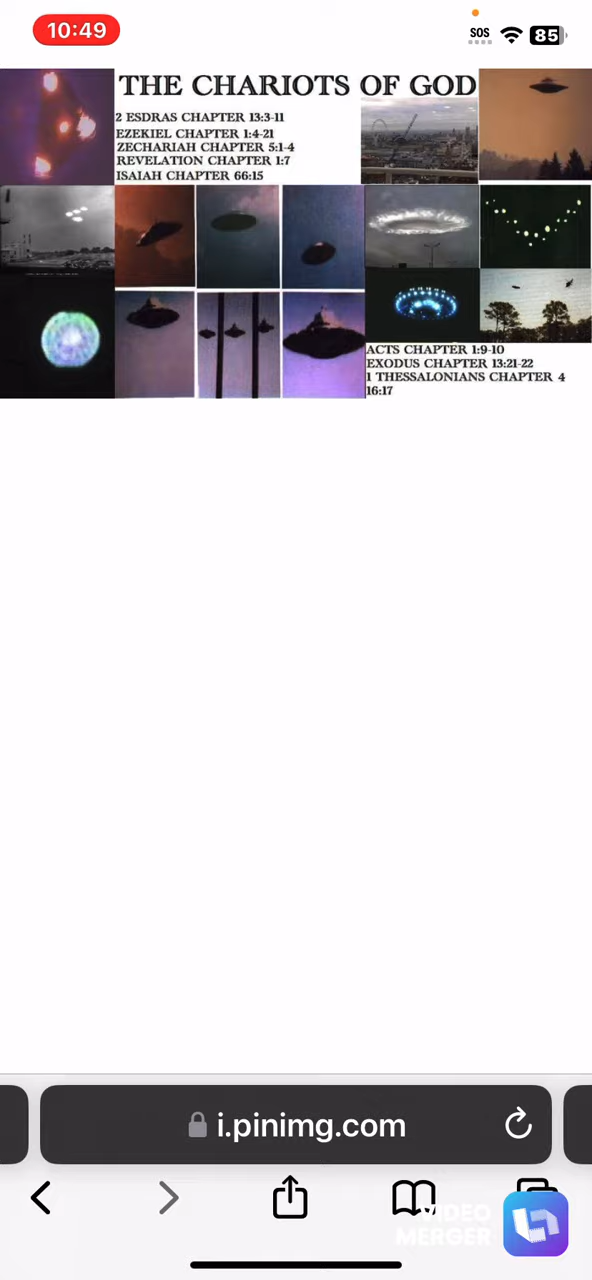 10:49
SOS
85
THE CHARIOTS OF GOD
2 ESDRAS CHAPTER 13:3-11
EZEKIEL CHAPTER 1:4-21
ZECHARIAH CHAPTER 5:1-4
REVELATION CHAPTER 1:7
ISAIAH CHAPTER 66:15
ACTS CHAPTER 1:9-10
EXODUS CHAPTER 13:21-22
1 THESSALONIANS CHAPTER 4
16:17
i.pinimg.com
VIDEO
MERGER